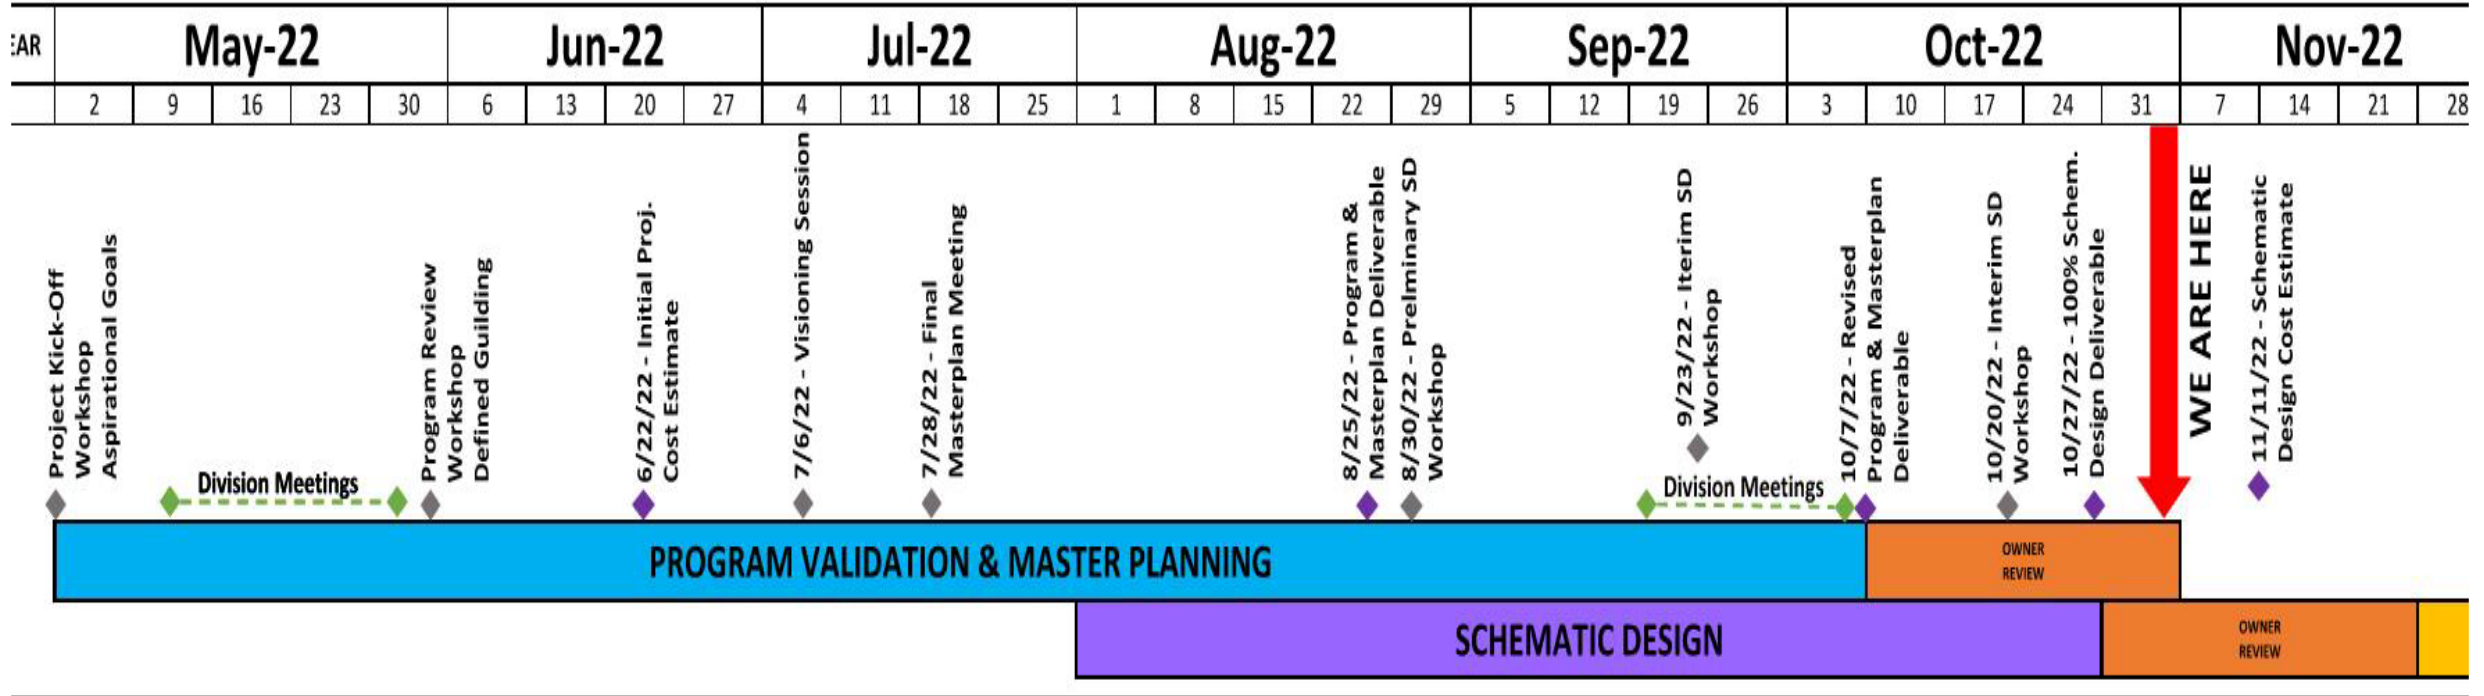 EAR
May-22
Jun-22
Jul-22
Aug-22
Sep-22
Oct-22
Nov-22
2 9 16 23 30 6 13 20 27 4 11 18 25 1 8 15 22 29 5 12 19 26 3 10 17 24 31 7 14 21 28
Project Kick-Off
Workshop
Aspirational Goals
Division Meetings
Program Review
Workshop
Defined Guilding
6/22/22 - Initial Proj.
Cost Estimate
7/6/22 - Visioning Session
7/28/22 - Final
Masterplan Meeting
8/25/22 - Program &
Masterplan Deliverable
8/30/22 - Prelminary SD
Workshop
9/23/22 - Iterim SD
Workshop
Division Meetings
10/7/22 - Revised
Program & Masterplan
Deliverable
10/20/22 - Interim SD
Workshop
10/27/22 - 100% Schem.
Design Deliverable
WE ARE HERE
11/11/22 - Schematic
Design Cost Estimate
PROGRAM VALIDATION & MASTER PLANNING
OWNER
REVIEW
SCHEMATIC DESIGN
OWNER
REVIEW